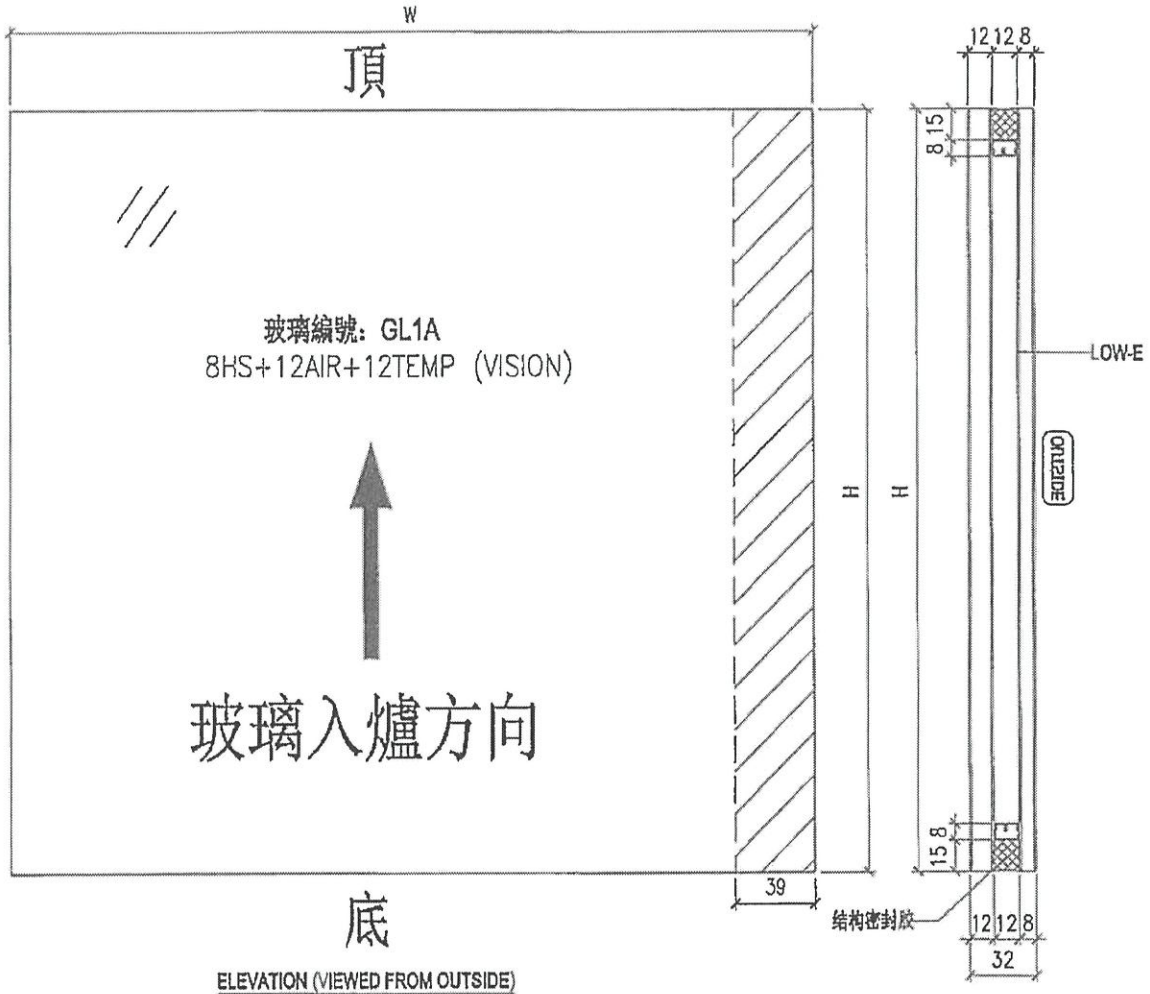 W
12 12 8
頂
15
8
玻璃編號: GL1A
8HS+12AIR+12TEMP (VISION)
LOW-E
OUTSIDE
H
H
玻璃入爐方向
8
15
39
结构密封胶
底
12 12 8
32
ELEVATION (VIEWED FROM OUTSIDE)